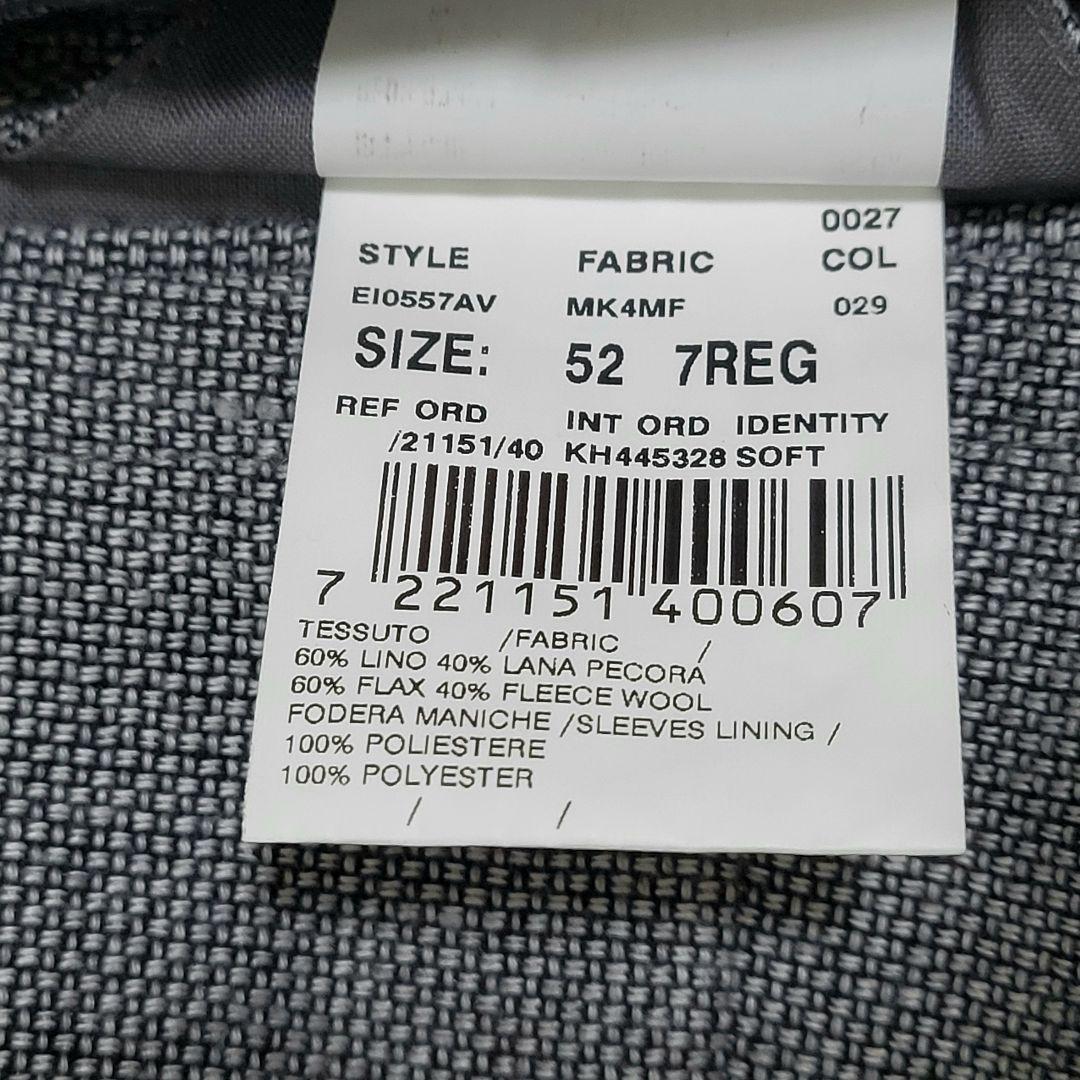 0027
STYLE FABRIC COL
EI0557AV MK4MF 029
SIZE: 52 7REG
REF ORD INT ORD IDENTITY
/21151/40 KH445328 SOFT
7 221151 400607
TESSUTO /FABRIC /
60% LINO 40% LANA PECORA
60% FLAX 40% FLEECE WOOL
FODERA MANICHE /SLEEVES LINING /
100% POLIESTERE
100% POLYESTER
/ /